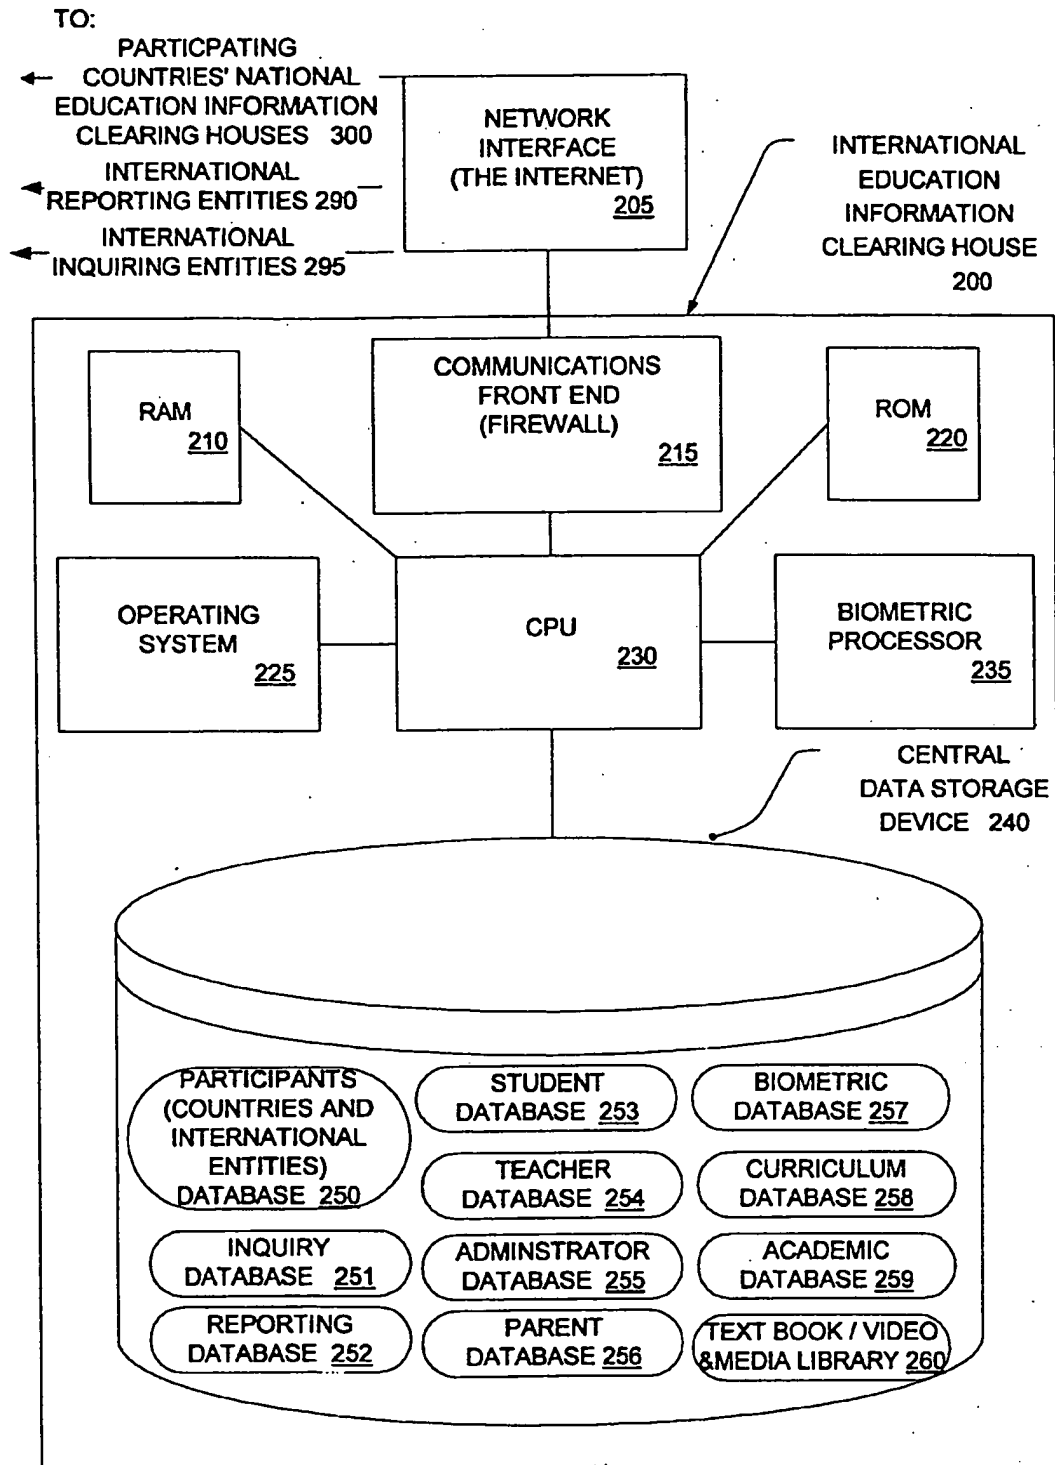 TO:
PARTICPATING
COUNTRIES' NATIONAL
EDUCATION INFORMATION
CLEARING HOUSES 300
INTERNATIONAL
REPORTING ENTITIES 290
INTERNATIONAL
INQUIRING ENTITIES 295
NETWORK
INTERFACE
(THE INTERNET)
205
INTERNATIONAL
EDUCATION
INFORMATION
CLEARING HOUSE
200
RAM
210
COMMUNICATIONS
FRONT END
(FIREWALL)
215
ROM
220
OPERATING
SYSTEM
225
CPU
230
BIOMETRIC
PROCESSOR
235
CENTRAL
DATA STORAGE
DEVICE 240
PARTICIPANTS
(COUNTRIES AND
INTERNATIONAL
ENTITIES)
DATABASE 250
INQUIRY
DATABASE 251
REPORTING
DATABASE 252
STUDENT
DATABASE 253
TEACHER
DATABASE 254
ADMINSTRATOR
DATABASE 255
PARENT
DATABASE 256
BIOMETRIC
DATABASE 257
CURRICULUM
DATABASE 258
ACADEMIC
DATABASE 259
TEXT BOOK / VIDEO
&MEDIA LIBRARY 260